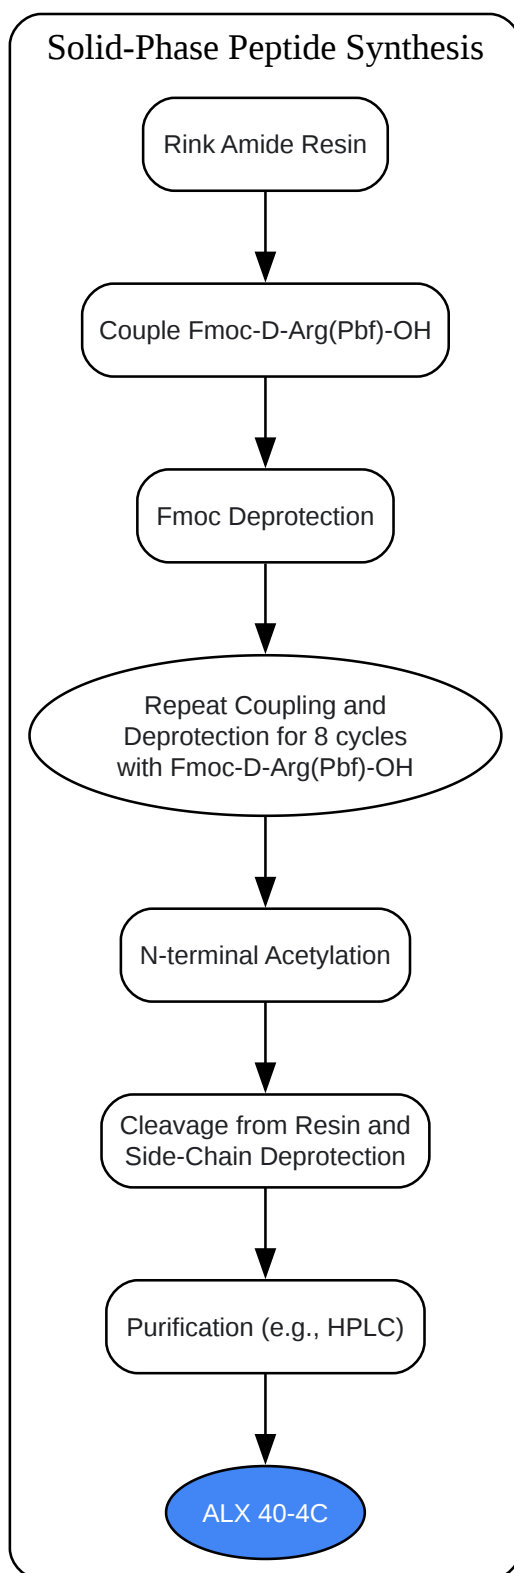 Solid-Phase Peptide Synthesis
Rink Amide Resin
Couple Fmoc-D-Arg(Pbf)-OH
Fmoc Deprotection
Repeat Coupling and
Deprotection for 8 cycles
with Fmoc-D-Arg(Pbf)-OH
N-terminal Acetylation
Cleavage from Resin and
Side-Chain Deprotection
Purification (e.g., HPLC)
ALX 40-4C